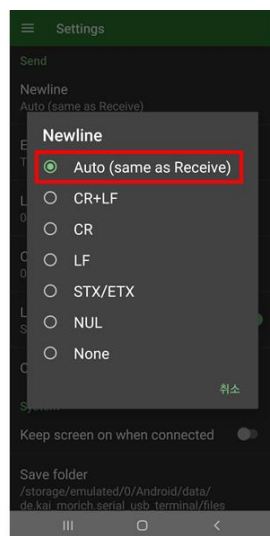 Settings
Send
Newline
Auto (same as Receive)
Newline
Auto (same as Receive)
CR+LF
CR
LF
STX/ETX
NUL
None
취소
Keep screen on when connected
Save folder
/storage/emulated/0/Android/data/
de.kai_morich.serial_usb_terminal/files